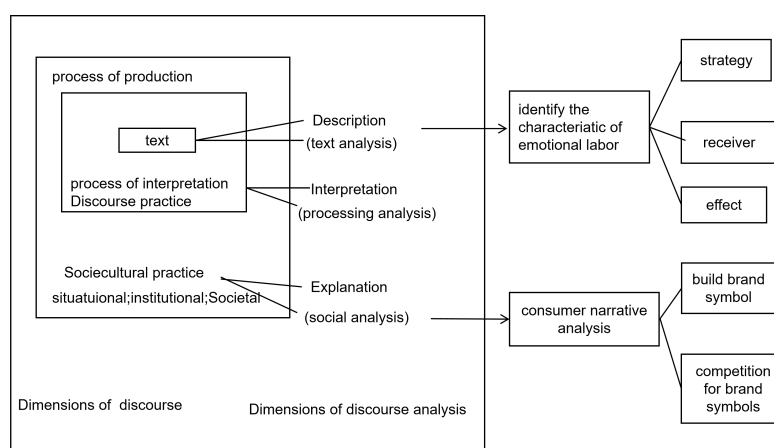 process of production
text
process of interpretation
Discourse practice
Sociecultural practice
situatuional;institutional;Societal
Description
(text analysis)
Interpretation
(processing analysis)
Explanation
(social analysis)
Dimensions of discourse
Dimensions of discourse analysis
identify the
characteriatic of
emotional labor
strategy
receiver
effect
consumer narrative
analysis
build brand
symbol
competition
for brand
symbols